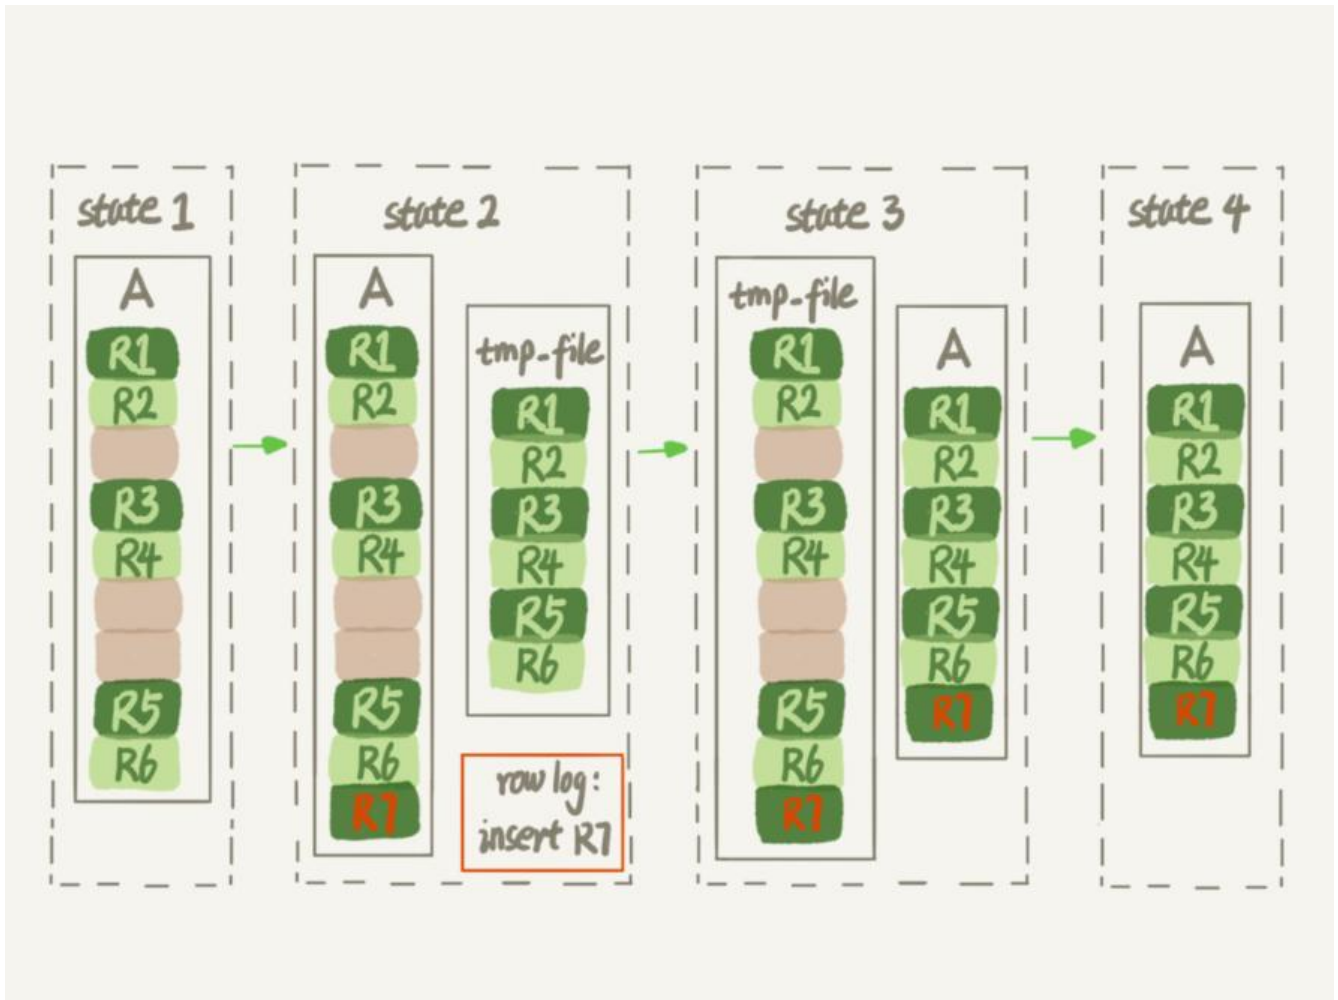 state 1
A
R1
R2
R3
R4
R5
R6
state 2
A
R1
R2
R3
R4
R5
R6
R7
tmp-file
R1
R2
R3
R4
R5
R6
row log:
insert R7
state 3
tmp-file
R1
R2
R3
R4
R5
R6
R7
A
R1
R2
R3
R4
R5
R6
R7
state 4
A
R1
R2
R3
R4
R5
R6
R7